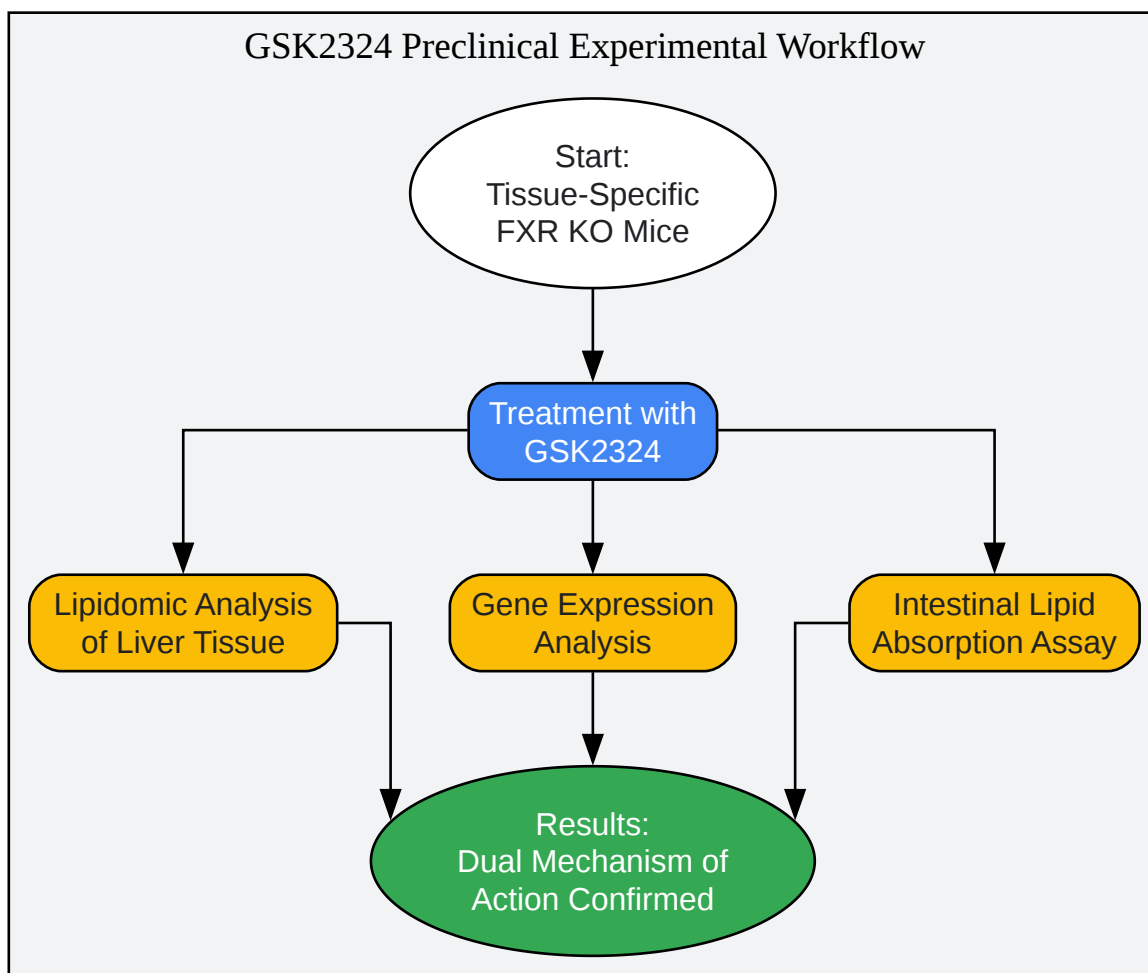 GSK2324 Preclinical Experimental Workflow
Start:
Tissue-Specific
FXR KO Mice
Treatment with
GSK2324
Lipidomic Analysis
of Liver Tissue
Gene Expression
Analysis
Intestinal Lipid
Absorption Assay
Results:
Dual Mechanism of
Action Confirmed